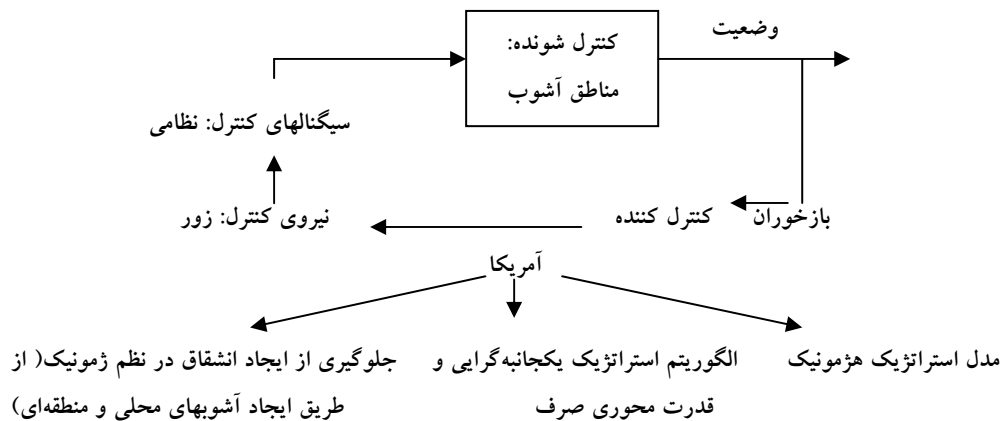 وضعیت
کنترل شونده:
مناطق آشوب
سیگنالهای کنترل: نظامی
بازخوران
کنترل کننده
نیروی کنترل: زور
آمریکا
مدل استراتژیک هژمونیک
الگوریتم استراتژیک یکجانبه‌گرایی و
قدرت محوری صرف
جلوگیری از ایجاد انشقاق در نظم ژمونیک( از
طریق ایجاد آشوبهای محلی و منطقه‌ای)